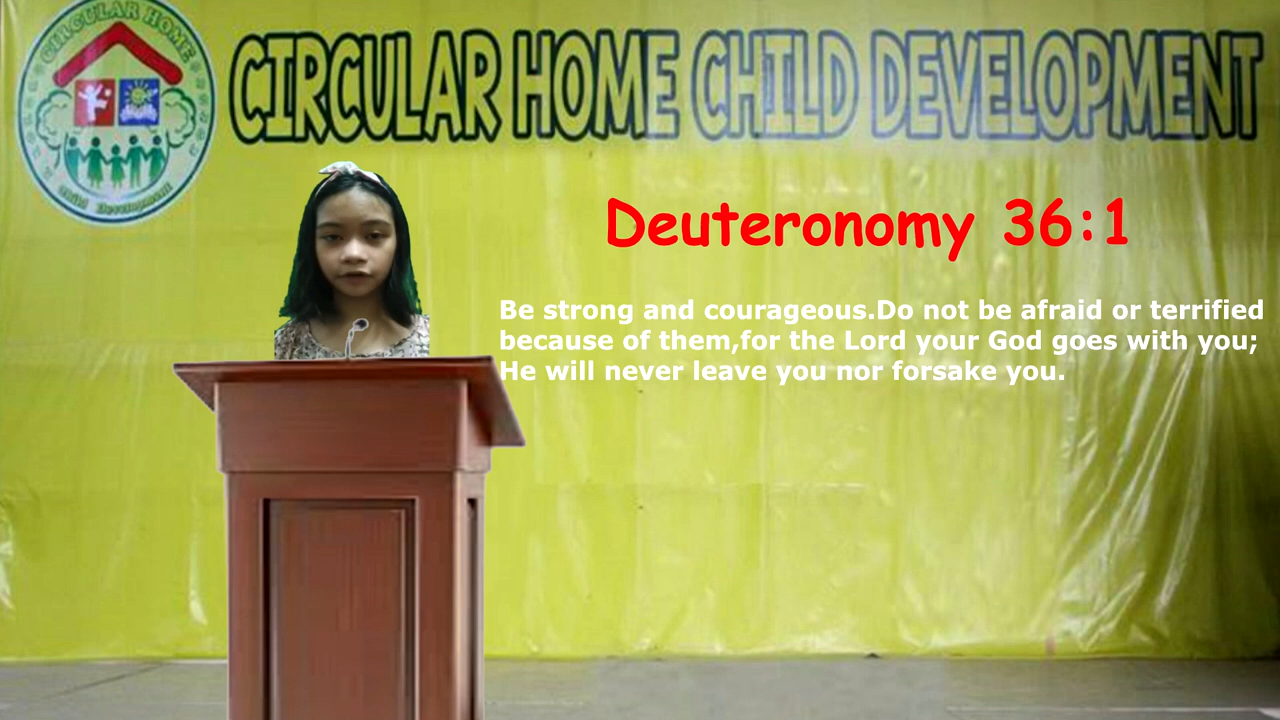 CIRCULAR HOME CHILD DEVELOPMENT
CIRCULAR HOME
Child Development
Deuteronomy 36:1
Be strong and courageous.Do not be afraid or terrified
because of them,for the Lord your God goes with you;
He will never leave you nor forsake you.